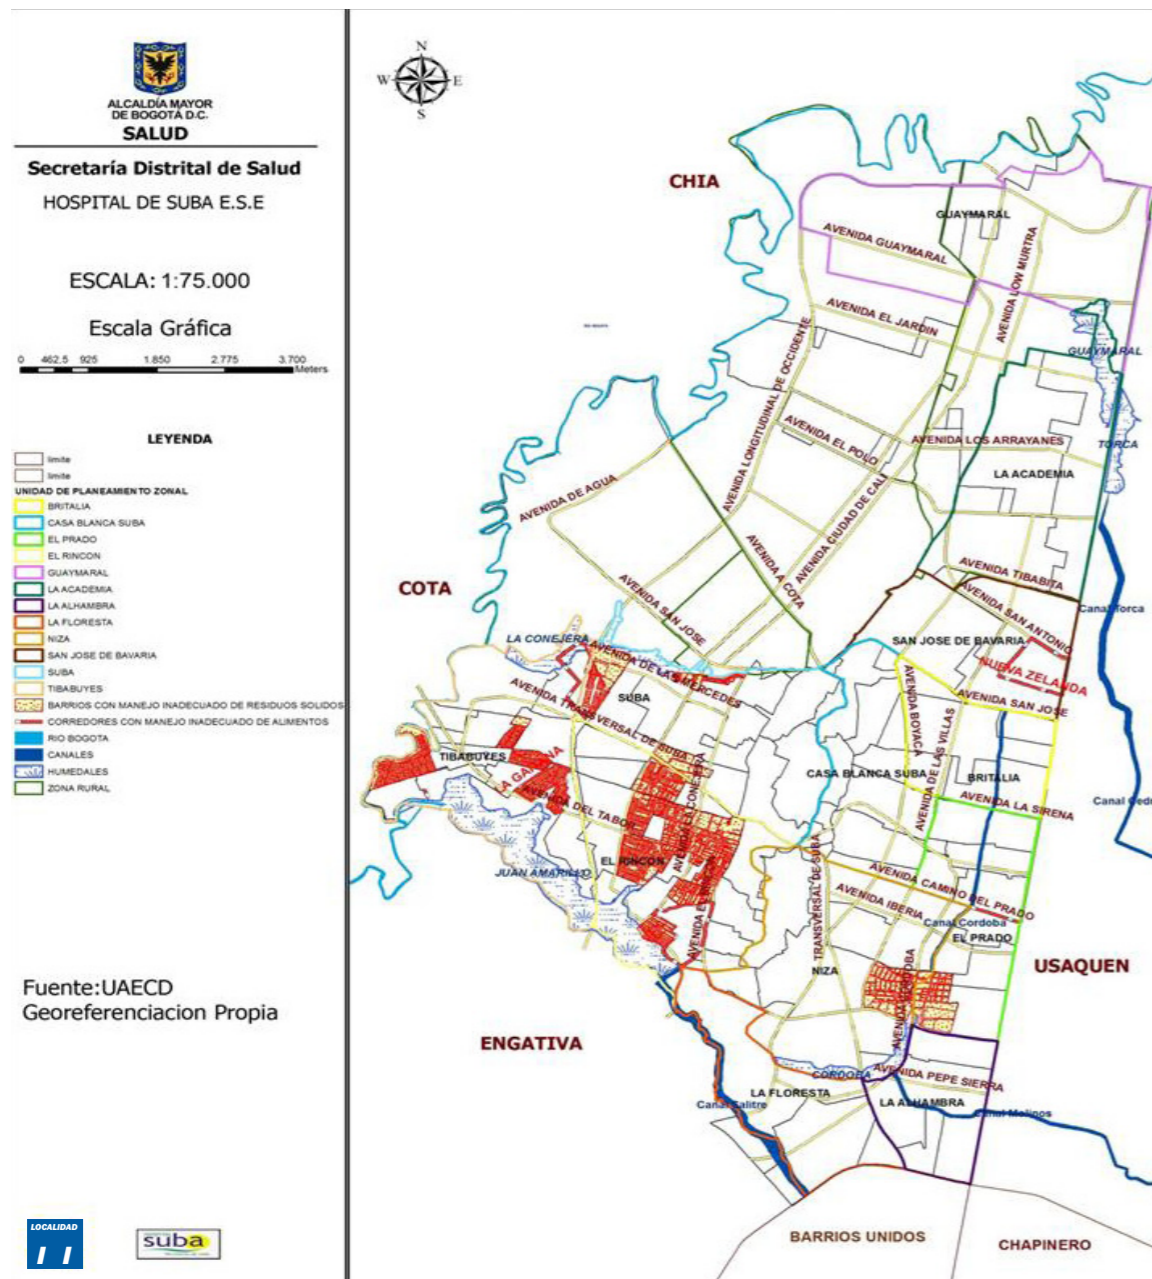 ALCALDÍA MAYOR
DE BOGOTÁ D.C.
SALUD
Secretaría Distrital de Salud
HOSPITAL DE SUBA E.S.E
ESCALA: 1:75.000
Escala Gráfica
0 462,5 925 1.850 2.775 3.700
Meters
LEYENDA
limite
limite
UNIDAD DE PLANEAMIENTO ZONAL
BRITALIA
CASA BLANCA SUBA
EL PRADO
EL RINCON
GUAYMARAL
LA ACADEMIA
LA ALHAMBRA
LA FLORESTA
NIZA
SAN JOSE DE BAVARIA
SUBA
TIBABUYES
BARRIOS CON MANEJO INADECUADO DE RESIDUOS SOLIDOS
CORREDORES CON MANEJO INADECUADO DE ALIMENTOS
RIO BOGOTA
CANALES
HUMEDALES
ZONA RURAL
Fuente:UAECD
Georeferenciacion Propia
LOCALIDAD
11
suba
N
W E
S
CHIA
GUAYMARAL
AVENIDA GUAYMARAL
AVENIDA LOW MURTRA
AVENIDA EL JARDIN
GUAYMARAL
AVENIDA LONGITUDINAL DE OCCIDENTE
AVENIDA EL POLO
AVENIDA LOS ARRAYANES
TORCA
LA ACADEMIA
AVENIDA DE AGUA
AVENIDA CIUDAD DE CALI
AVENIDA A COTA
AVENIDA TIBABITA
COTA
AVENIDA SAN JOSE
AVENIDA SAN ANTONIO
Canal Torca
LA CONEJERA
SAN JOSE DE BAVARIA
AVENIDA DE LAS MERCEDES
NUEVA ZELANDA
AVENIDA TRANSVERSAL DE SUBA
SUBA
AVENIDA BOYACA
AVENIDA SAN JOSE
AVENIDA DE LAS VILLAS
TIBABUYES
LA GAITANA
AVENIDA LA CONEJERA
CASA BLANCA SUBA
BRITALIA
AVENIDA DEL TABOR
AVENIDA LA SIRENA
EL RINCON
JUAN AMARILLO
AVENIDA EL RINCON
TRANSVERSAL DE SUBA
AVENIDA CAMINO DEL PRADO
AVENIDA IBERIA
Canal Cordoba
EL PRADO
NIZA
USAQUEN
AVENIDA CORDOBA
ENGATIVA
CORDOBA
AVENIDA PEPE SIERRA
LA FLORESTA
LA ALHAMBRA
Canal Salitre
Canal Molinos
BARRIOS UNIDOS
CHAPINERO